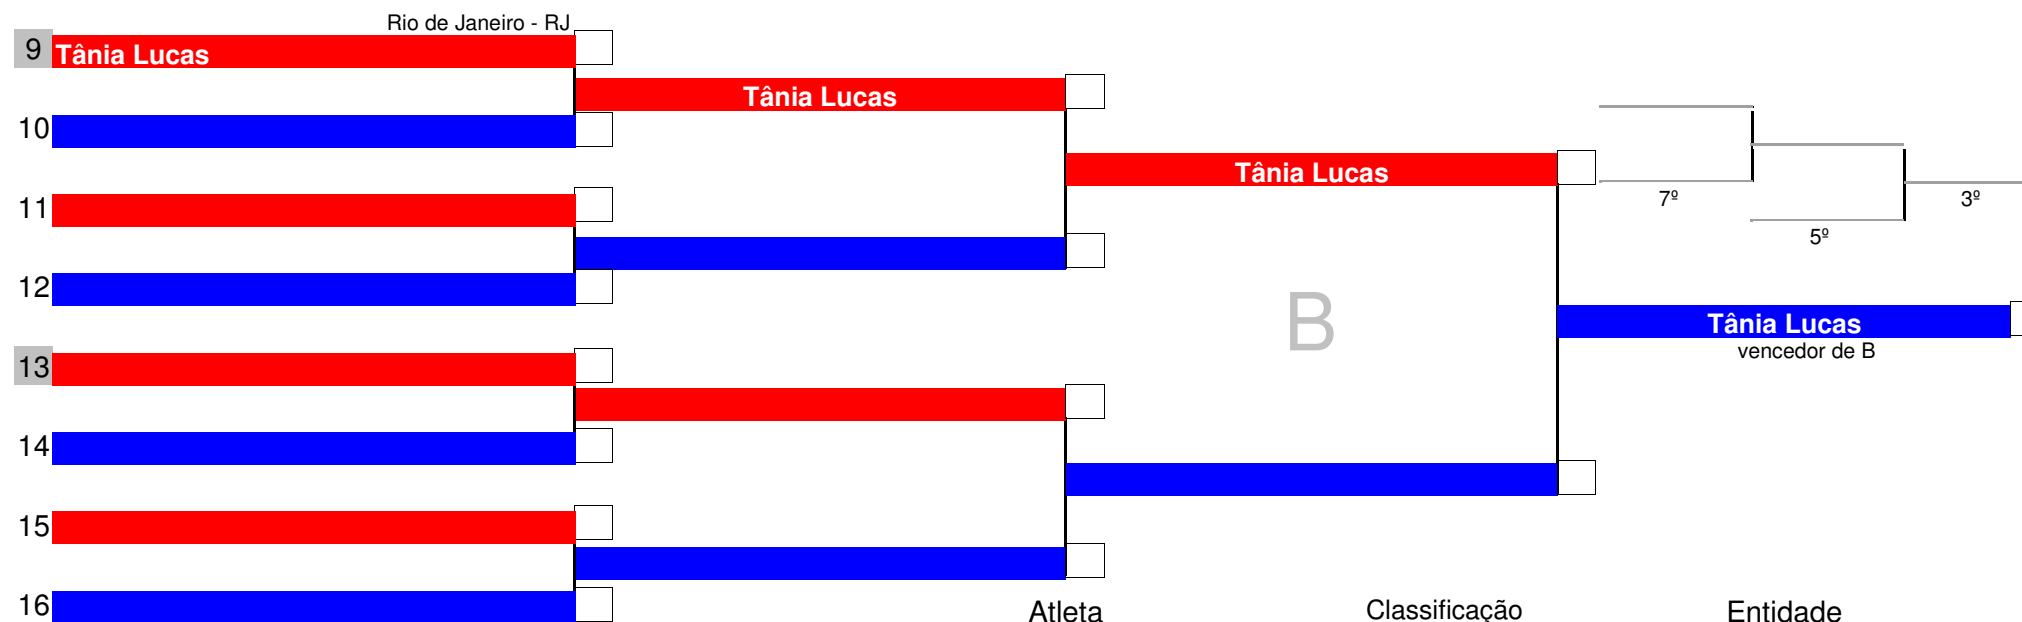 Rio de Janeiro - RJ
9 Tânia Lucas
Tânia Lucas
10
Tânia Lucas
7º
3º
11
5º
12
B
Tânia Lucas
vencedor de B
13
14
15
16
Atleta
Classificação
Entidade